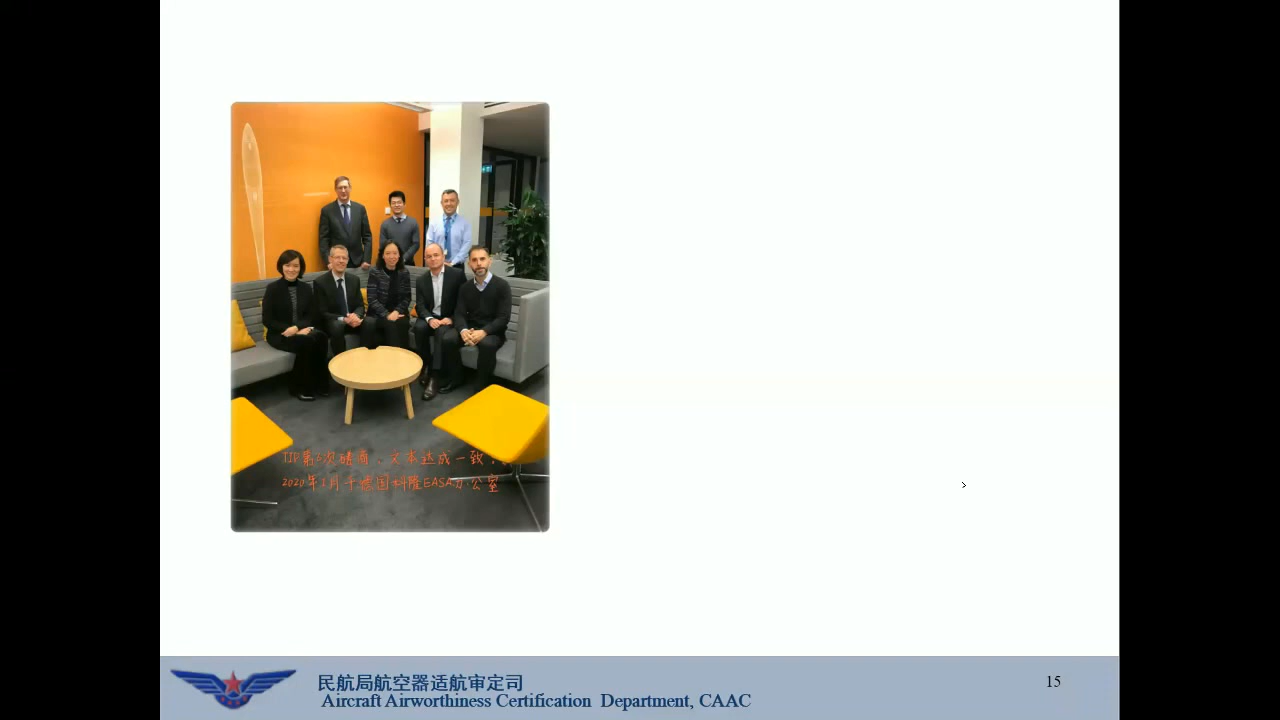 TIP第6次磋商，文本达成一致，
2020年1月于德国科隆EASA办公室
民航局航空器适航审定司
Aircraft Airworthiness Certification Department, CAAC
15